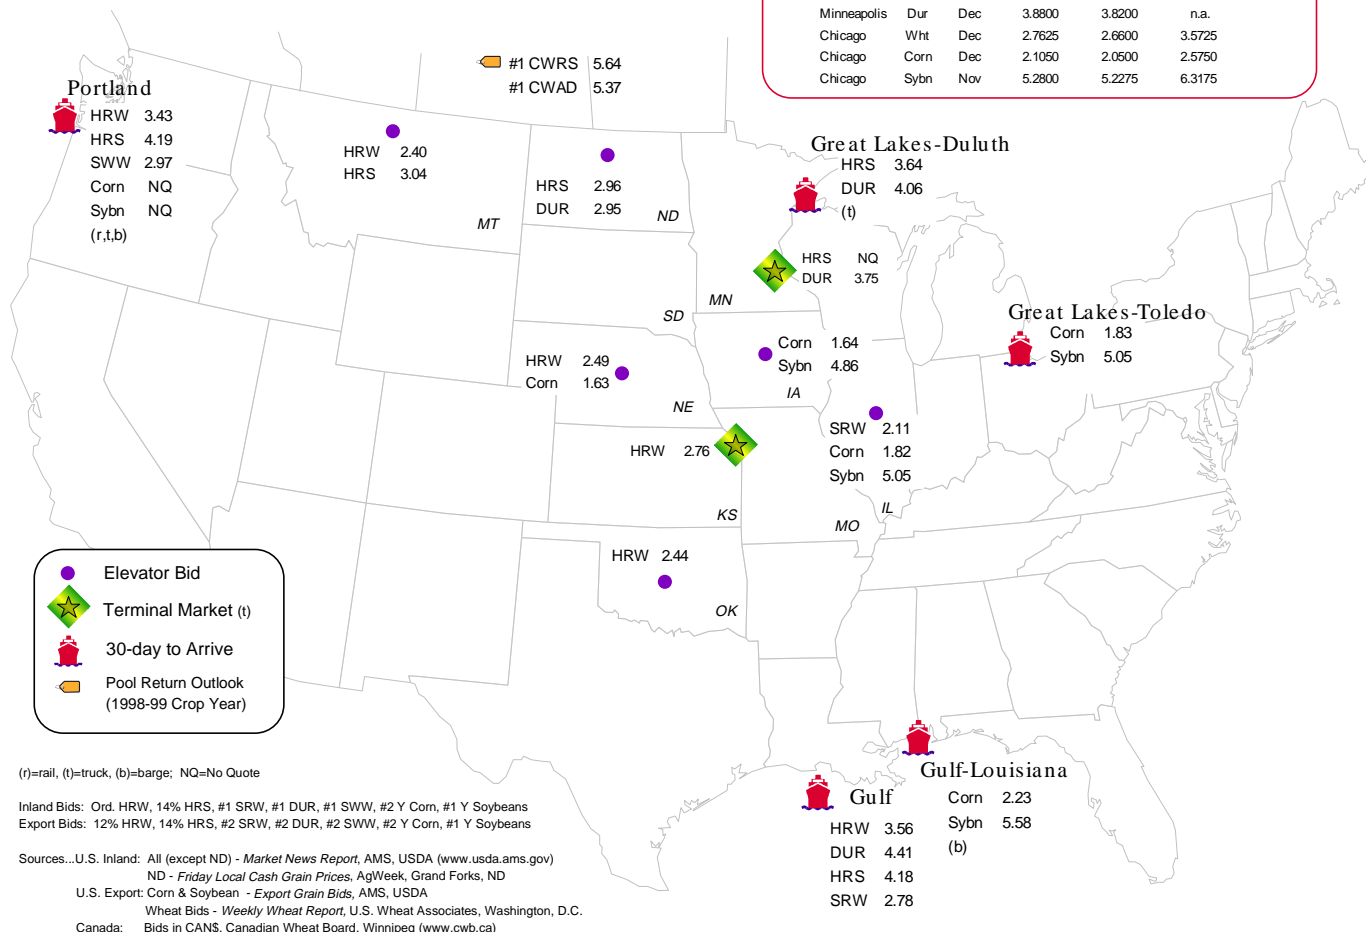 Minneapolis Dur Dec 3.8800 3.8200 n.a.
Chicago Wht Dec 2.7625 2.6600 3.5725
Chicago Corn Dec 2.1050 2.0500 2.5750
Chicago Sybn Nov 5.2800 5.2275 6.3175
#1 CWRS 5.64
#1 CWAD 5.37
Portland
HRW 3.43
HRS 4.19
SWW 2.97
Corn NQ
Sybn NQ
(r,t,b)
HRW 2.40
HRS 3.04
MT
HRS 2.96
DUR 2.95
ND
Great Lakes-Duluth
HRS 3.64
DUR 4.06
(t)
HRS NQ
DUR 3.75
MN
SD
Great Lakes-Toledo
Corn 1.83
Sybn 5.05
HRW 2.49
Corn 1.63
NE
Corn 1.64
Sybn 4.86
IA
HRW 2.76
KS
SRW 2.11
Corn 1.82
Sybn 5.05
IL
MO
HRW 2.44
OK
Elevator Bid
Terminal Market (t)
30-day to Arrive
Pool Return Outlook
(1998-99 Crop Year)
Gulf-Louisiana
Corn 2.23
Sybn 5.58
(b)
Gulf
HRW 3.56
DUR 4.41
HRS 4.18
SRW 2.78
(r)=rail, (t)=truck, (b)=barge; NQ=No Quote
Inland Bids: Ord. HRW, 14% HRS, #1 SRW, #1 DUR, #1 SWW, #2 Y Corn, #1 Y Soybeans
Export Bids: 12% HRW, 14% HRS, #2 SRW, #2 DUR, #2 SWW, #2 Y Corn, #1 Y Soybeans
Sources...U.S. Inland: All (except ND) - Market News Report, AMS, USDA (www.usda.ams.gov)
ND - Friday Local Cash Grain Prices, AgWeek, Grand Forks, ND
U.S. Export: Corn & Soybean - Export Grain Bids, AMS, USDA
Wheat Bids - Weekly Wheat Report, U.S. Wheat Associates, Washington, D.C.
Canada: Bids in CAN$, Canadian Wheat Board, Winnipeg (www.cwb.ca)